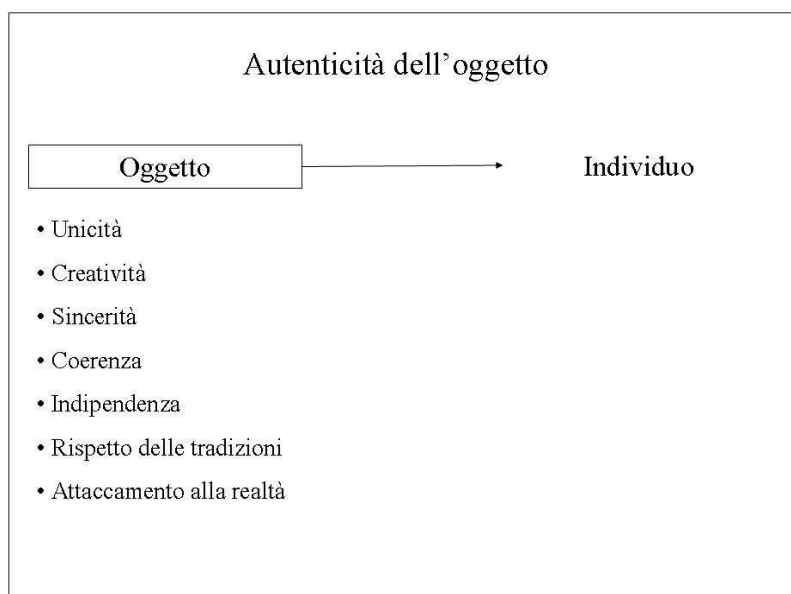 Autenticità dell'oggetto
Oggetto
Individuo
• Unicità
• Creatività
• Sincerità
• Coerenza
• Indipendenza
• Rispetto delle tradizioni
• Attaccamento alla realtà